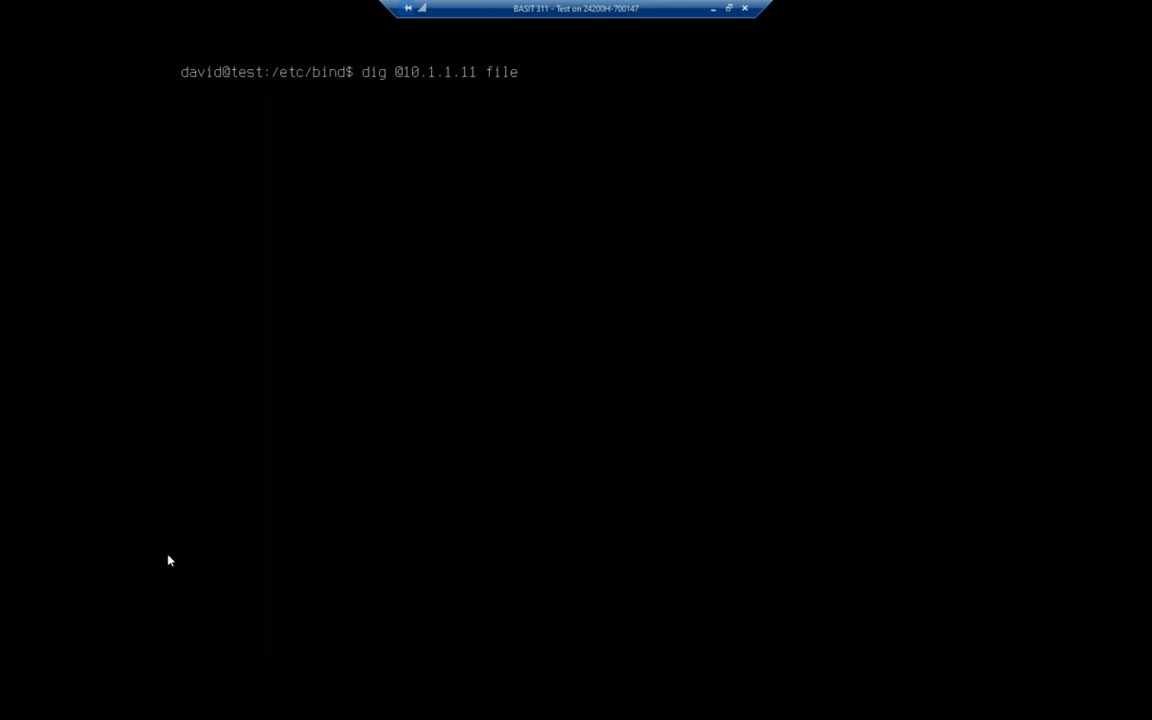 BASIT 311 - Test on 24200H-700147
david@test:/etc/bind$ dig @10.1.1.11 file